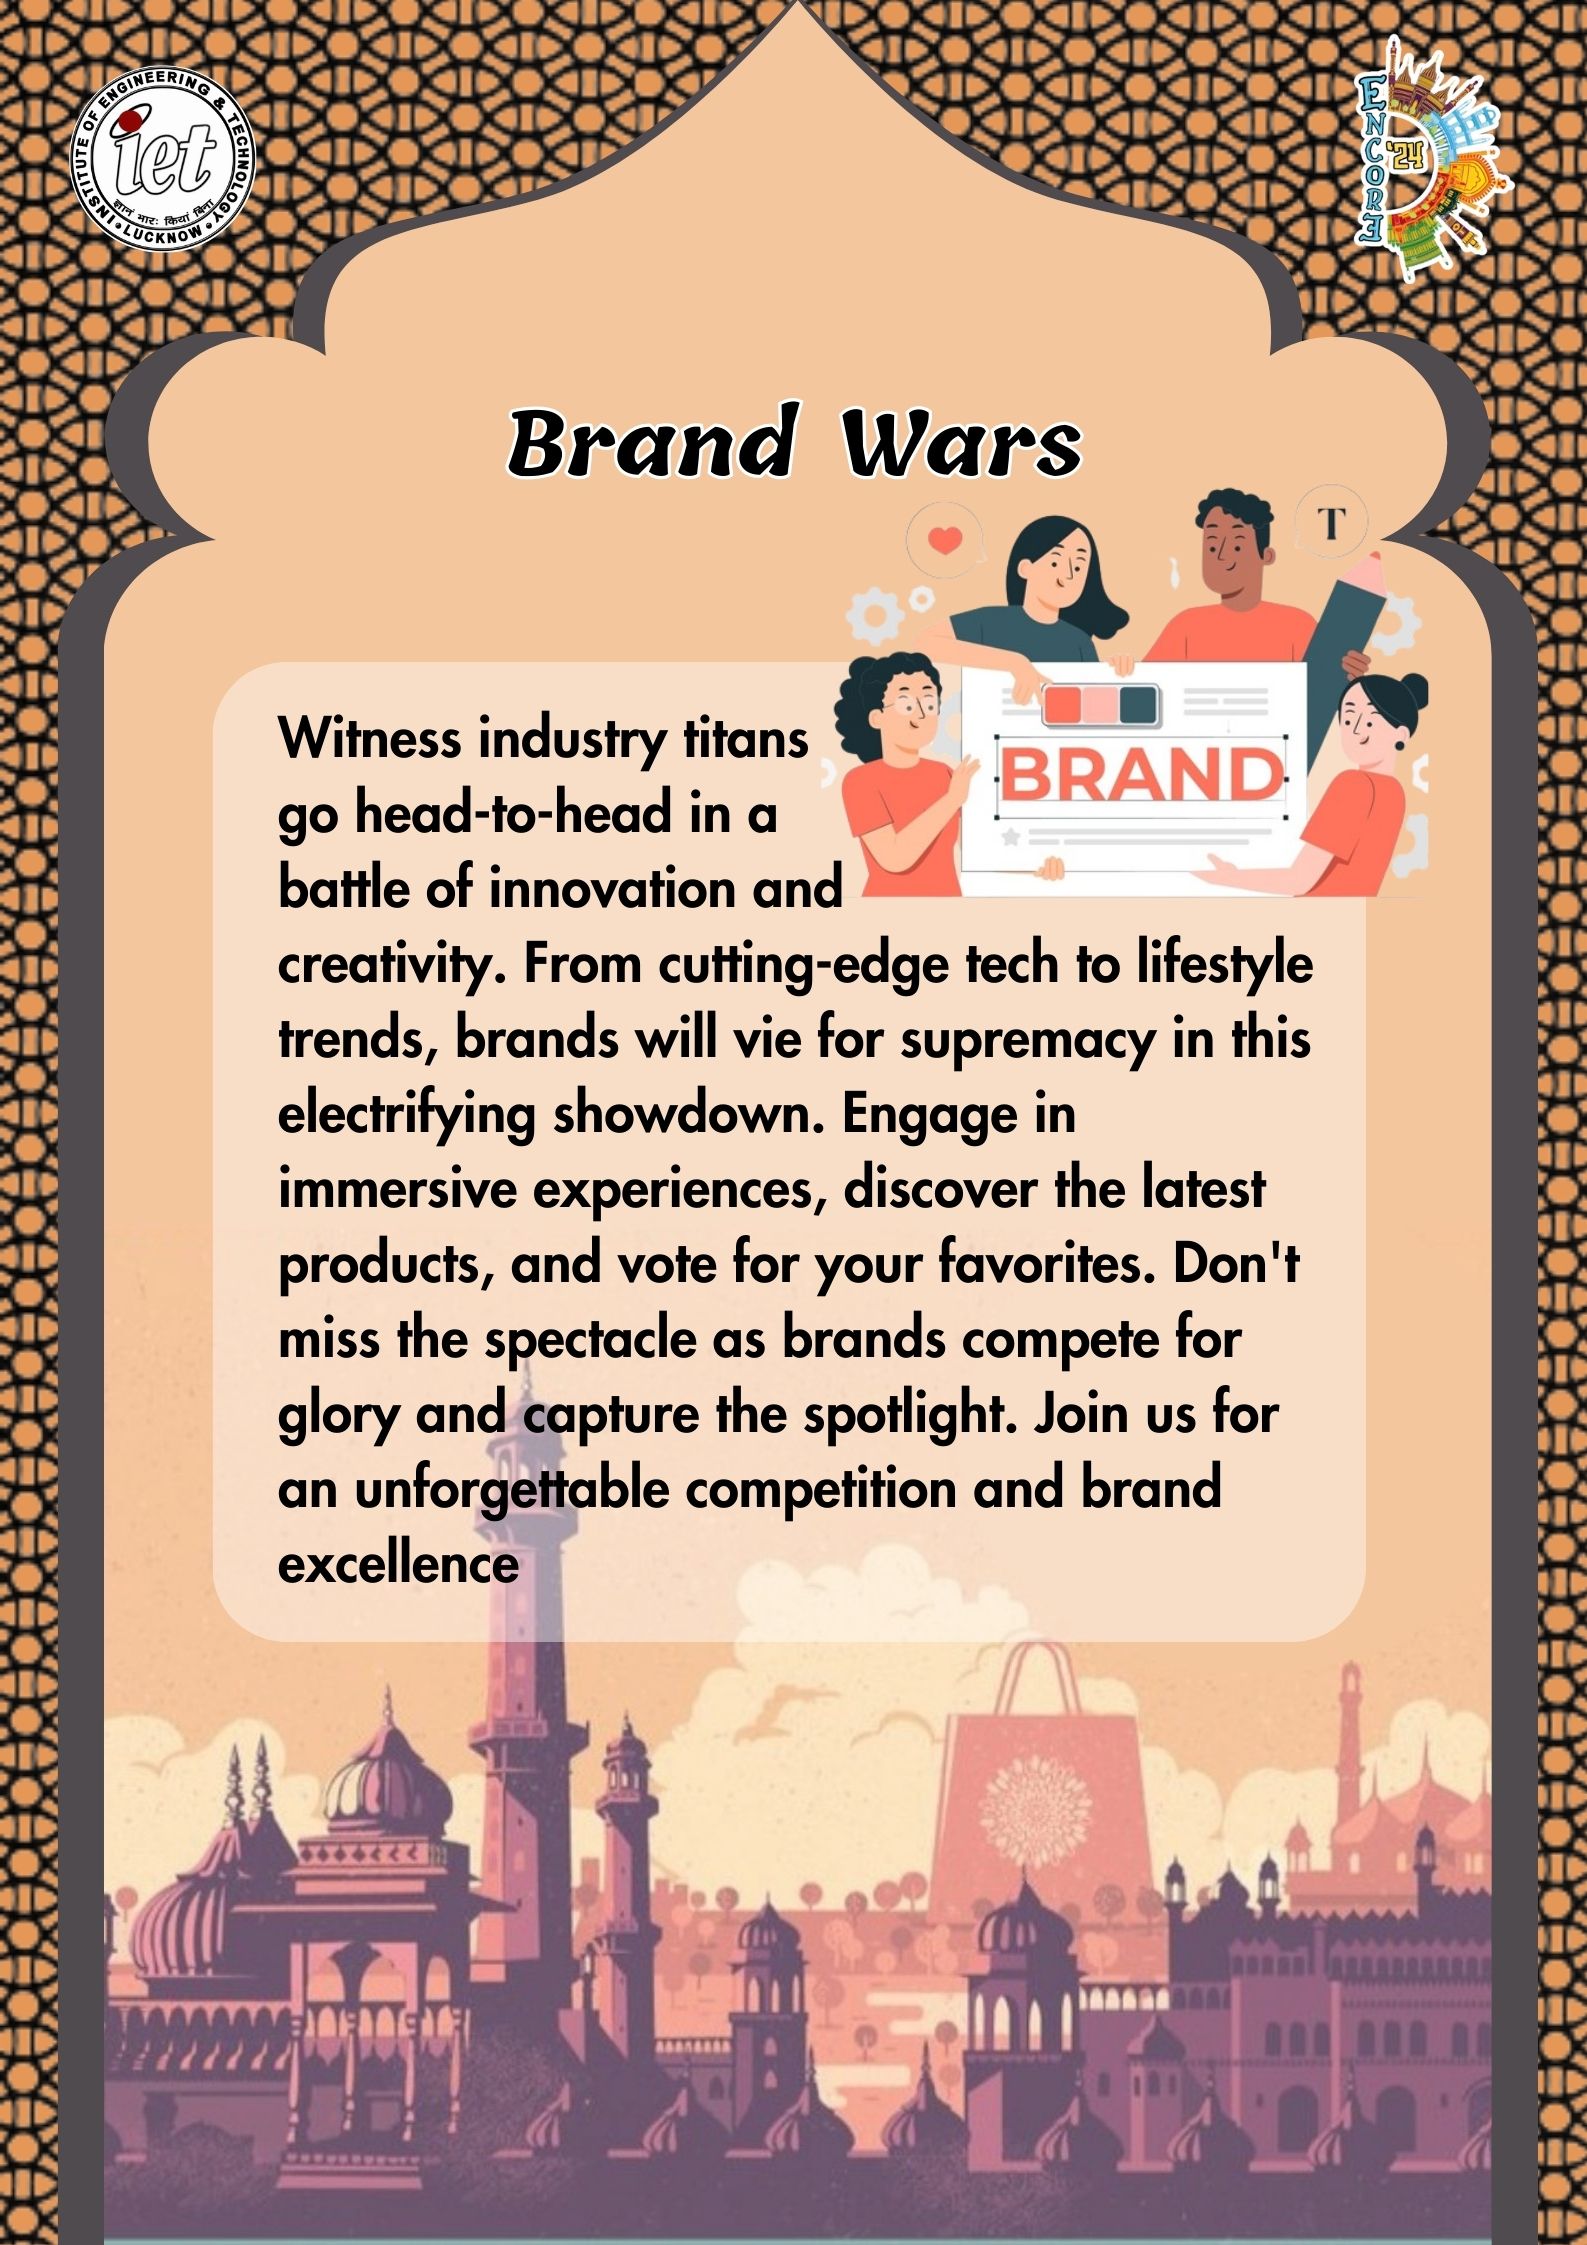 INSTITUTE OF ENGINEERING & TECHNOLOGY
iet
LUCKNOW
ENCORE
'24
Brand Wars
T
BRAND
Witness industry titans
go head-to-head in a
battle of innovation and
creativity. From cutting-edge tech to lifestyle
trends, brands will vie for supremacy in this
electrifying showdown. Engage in
immersive experiences, discover the latest
products, and vote for your favorites. Don't
miss the spectacle as brands compete for
glory and capture the spotlight. Join us for
an unforgettable competition and brand
excellence